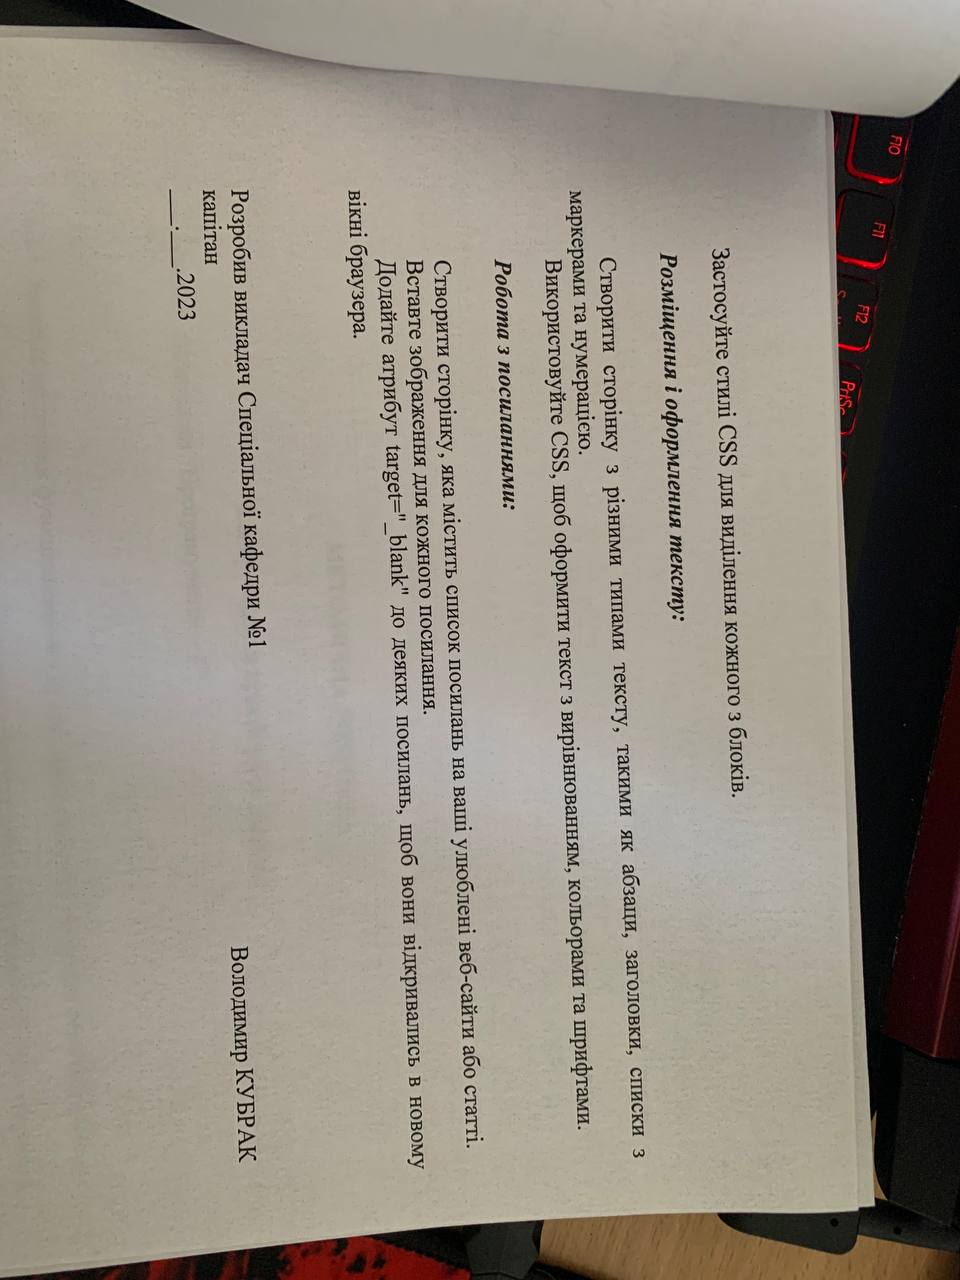 F10
F11
F12
PrtSc
Застосуйте стилі CSS для виділення кожного з блоків.
Розміщення і оформлення тексту:
Створити сторінку з різними типами тексту, такими як абзаци, заголовки, списки з
маркерами та нумерацією.
Використовуйте CSS, щоб оформити текст з вирівнюванням, кольорами та шрифтами.
Робота з посиланнями:
Створити сторінку, яка містить список посилань на ваші улюблені веб-сайти або статті.
Вставте зображення для кожного посилання.
Додайте атрибут target="_blank" до деяких посилань, щоб вони відкривались в новому
вікні браузера.
Розробив викладач Спеціальної кафедри №1
капітан
Володимир КУБРАК
___.___.2023